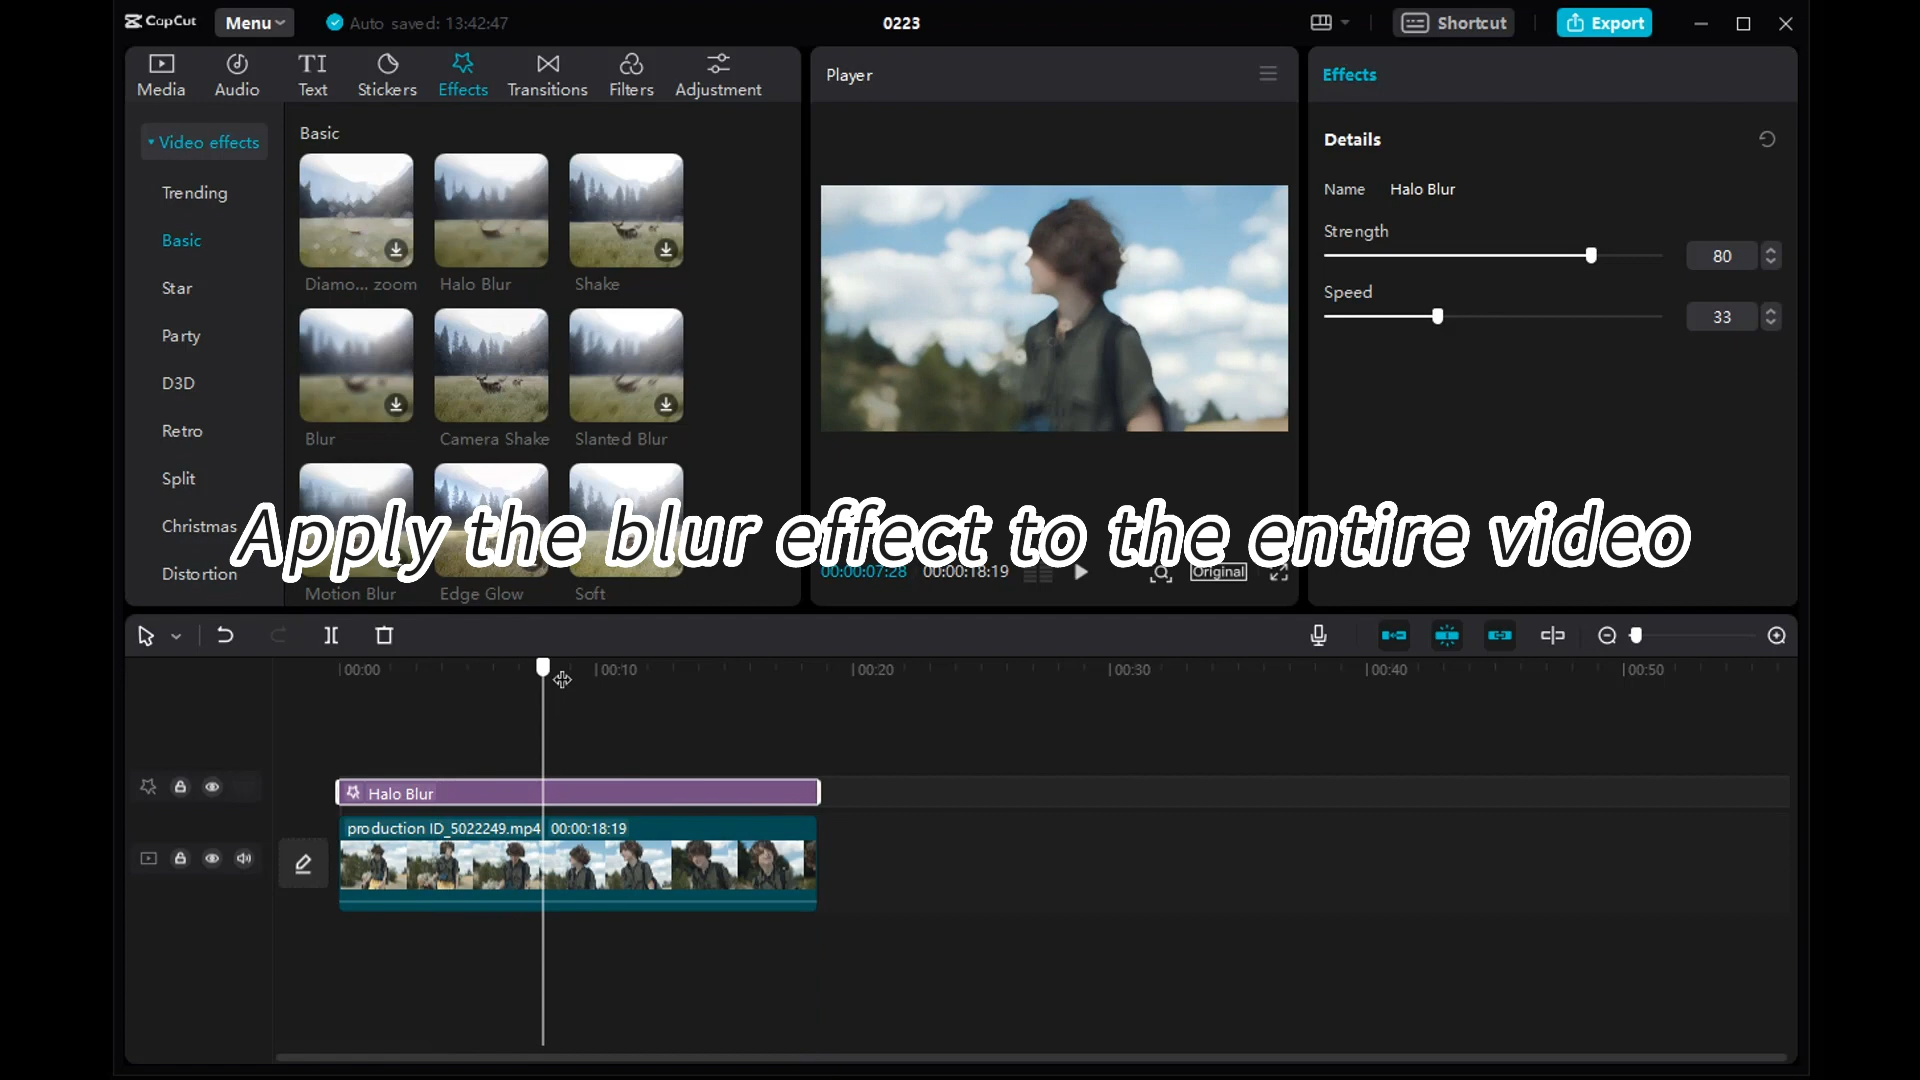 CapCut
Menu
Auto saved: 13:42:47
0223
Shortcut
Export
Media
Audio
TI
Text
Stickers
Effects
Transitions
Filters
Adjustment
Player
Effects
Video effects
Trending
Basic
Star
Party
D3D
Retro
Split
Christmas
Distortion
Basic
Diamo... zoom
Halo Blur
Shake
Blur
Camera Shake
Slanted Blur
Motion Blur
Edge Glow
Soft
Details
Name Halo Blur
Strength
80
Speed
33
Apply the blur effect to the entire video
00:00:07:28 00:00:18:19
Original
00:00
00:10
00:20
00:30
00:40
00:50
Halo Blur
production ID_5022249.mp4 00:00:18:19